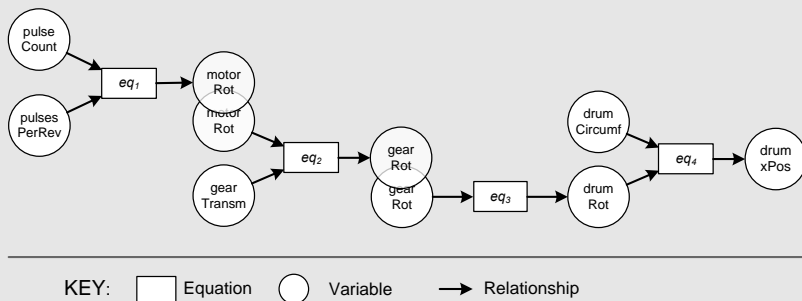 pulse
Count
eq1
pulses
PerRev
motor
Rot
motor
Rot
eq2
gear
Transm
gear
Rot
gear
Rot
eq3
drum
Circumf
drum
Rot
eq4
drum
xPos
KEY:
Equation
Variable
Relationship